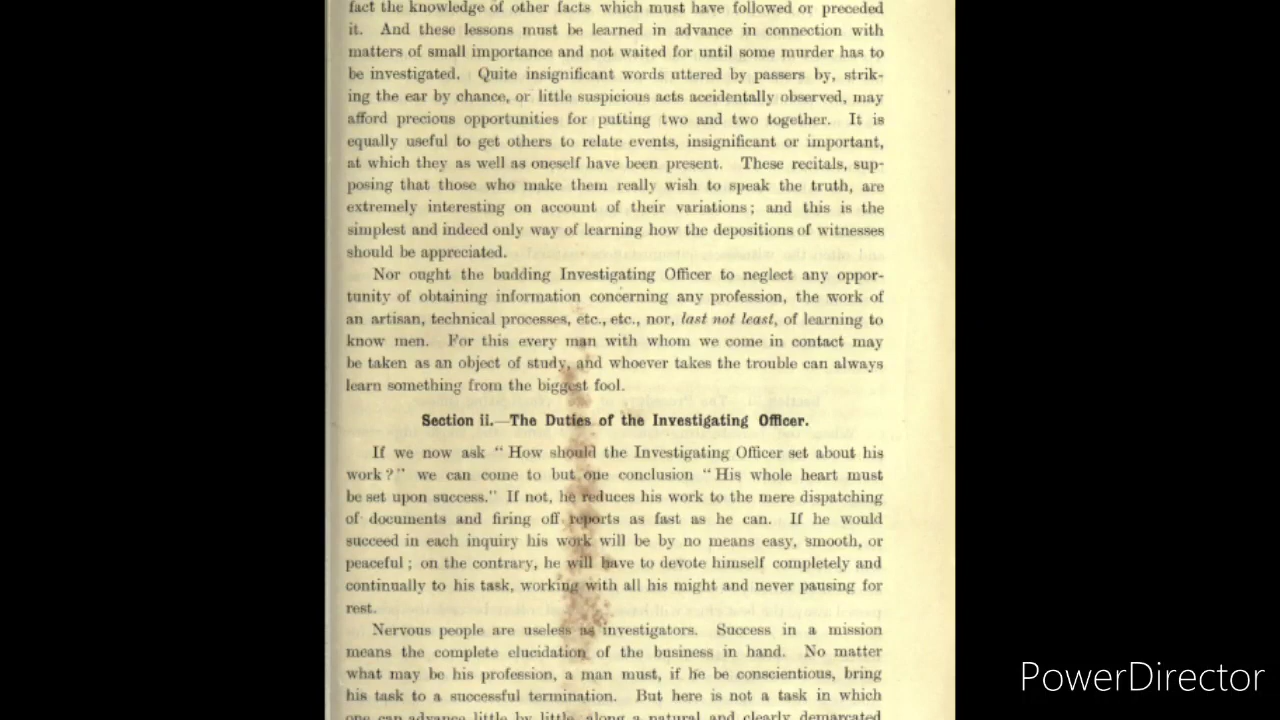 fact the knowledge of other facts which must have followed or preceded
it. And these lessons must be learned in advance in connection with
matters of small importance and not waited for until some murder has to
be investigated. Quite insignificant words uttered by passers by, strik-
ing the ear by chance, or little suspicious acts accidentally observed, may
afford precious opportunities for putting two and two together. It is
equally useful to get others to relate events, insignificant or important,
at which they as well as oneself have been present. These recitals, sup-
posing that those who make them really wish to speak the truth, are
extremely interesting on account of their variations; and this is the
simplest and indeed only way of learning how the depositions of witnesses
should be appreciated.
Nor ought the budding Investigating Officer to neglect any oppor-
tunity of obtaining information concerning any profession, the work of
an artisan, technical processes, etc., etc., nor, last not least, of learning to
know men. For this every man with whom we come in contact may
be taken as an object of study, and whoever takes the trouble can always
learn something from the biggest fool.
Section ii.—The Duties of the Investigating Officer.
If we now ask "How should the Investigating Officer set about his
work?" we can come to but one conclusion "His whole heart must
be set upon success." If not, he reduces his work to the mere dispatching
of documents and firing off reports as fast as he can. If he would
succeed in each inquiry his work will be by no means easy, smooth, or
peaceful; on the contrary, he will have to devote himself completely and
continually to his task, working with all his might and never pausing for
rest.
Nervous people are useless as investigators. Success in a mission
means the complete elucidation of the business in hand. No matter
what may be his profession, a man must, if he be conscientious, bring
his task to a successful termination. But here is not a task in which
one can advance little by little along a natural and clearly demarcated
PowerDirector